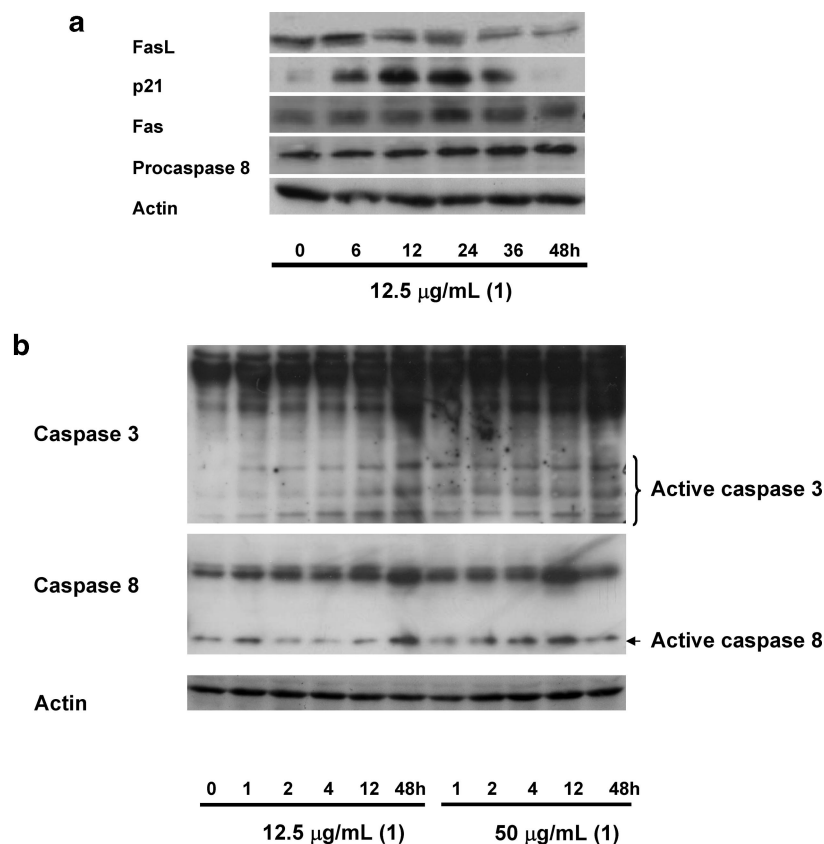 a
FasL
p21
Fas
Procaspase 8
Actin
0 6 12 24 36 48h
12.5 μg/mL (1)
b
Caspase 3
Active caspase 3
Caspase 8
Active caspase 8
Actin
0 1 2 4 12 48h 1 2 4 12 48h
12.5 μg/mL (1) 50 μg/mL (1)